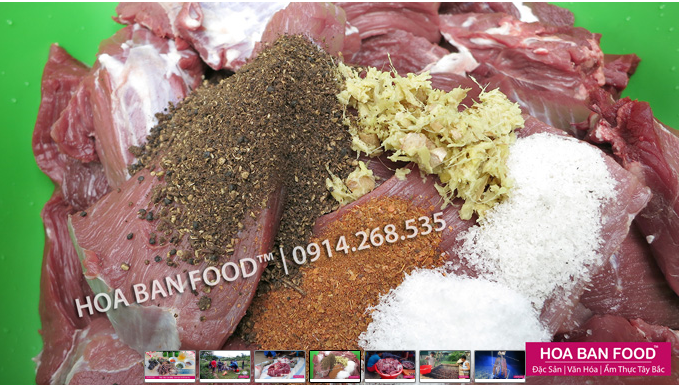 HOA BAN FOOD™ | 0914.268.535
HOA BAN FOOD™
Đặc Sản | Văn Hóa | Ẩm Thực Tây Bắc